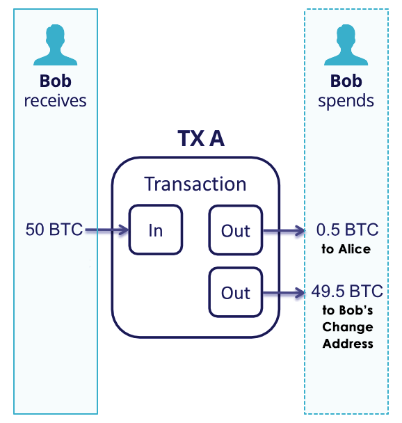 Bob
receives
Bob
spends
TX A
Transaction
50 BTC
In
Out
0.5 BTC
to Alice
Out
49.5 BTC
to Bob's
Change
Address